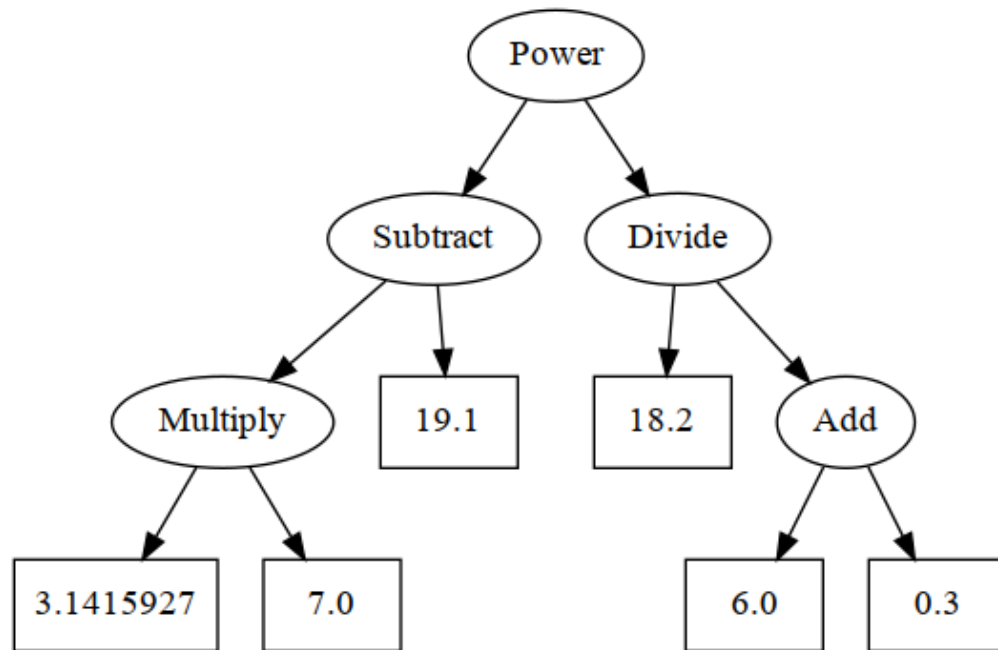 Power
Subtract
Divide
Multiply
19.1
18.2
Add
3.1415927
7.0
6.0
0.3